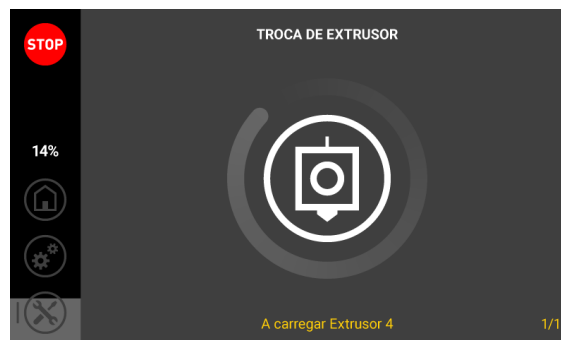 STOP
TROCA DE EXTRUSOR
14%
A carregar Extrusor 4
1/1